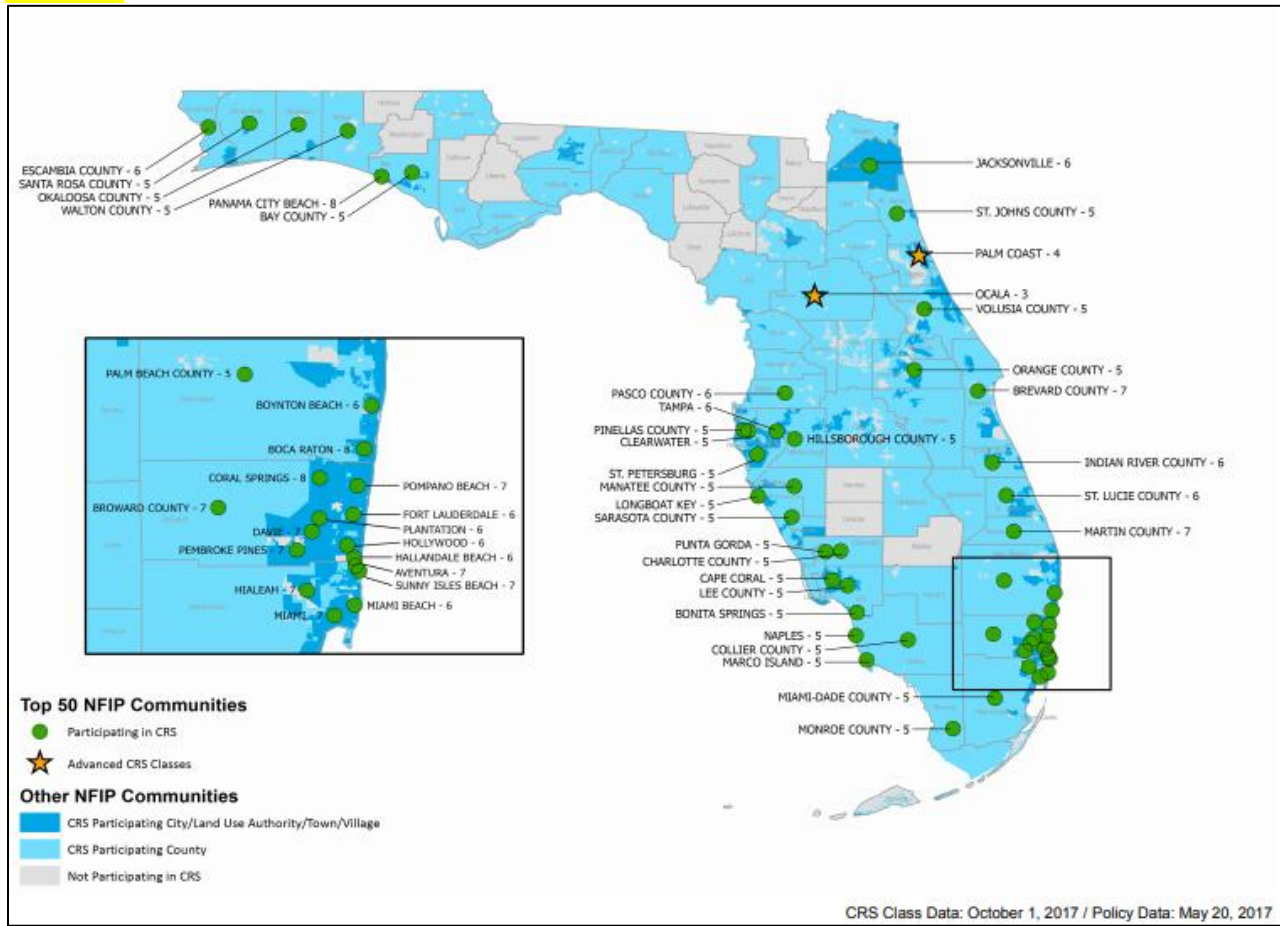 ESCAMBIA COUNTY - 6
SANTA ROSA COUNTY - 5
OKALOOSA COUNTY - 5
WALTON COUNTY - 5
PANAMA CITY BEACH - 8
BAY COUNTY - 5
JACKSONVILLE - 6
ST. JOHNS COUNTY - 5
PALM COAST - 4
OCALA - 3
VOLUSIA COUNTY - 5
ORANGE COUNTY - 5
BREVARD COUNTY - 7
PASCO COUNTY - 6
TAMPA - 6
PINELLAS COUNTY - 5
CLEARWATER - 5
HILLSBOROUGH COUNTY - 5
ST. PETERSBURG - 5
MANATEE COUNTY - 5
LONGBOAT KEY - 5
SARASOTA COUNTY - 5
INDIAN RIVER COUNTY - 6
ST. LUCIE COUNTY - 6
MARTIN COUNTY - 7
PUNTA GORDA - 5
CHARLOTTE COUNTY - 5
CAPE CORAL - 5
LEE COUNTY - 5
BONITA SPRINGS - 5
NAPLES - 5
COLLIER COUNTY - 5
MARCO ISLAND - 5
MIAMI-DADE COUNTY - 5
MONROE COUNTY - 5
PALM BEACH COUNTY - 5
BOYNTON BEACH - 6
BOCA RATON - 8
CORAL SPRINGS - 8
POMPANO BEACH - 7
BROWARD COUNTY - 7
FORT LAUDERDALE - 6
PLANTATION - 6
DAVIE - 7
HOLLYWOOD - 6
PEMBROKE PINES - 7
HALLANDALE BEACH - 6
AVENTURA - 7
SUNNY ISLES BEACH - 7
HIALEAH - 7
MIAMI BEACH - 6
MIAMI - 7
Top 50 NFIP Communities
Participating in CRS
Advanced CRS Classes
Other NFIP Communities
CRS Participating City/Land Use Authority/Town/Village
CRS Participating County
Not Participating in CRS
CRS Class Data: October 1, 2017 / Policy Data: May 20, 2017